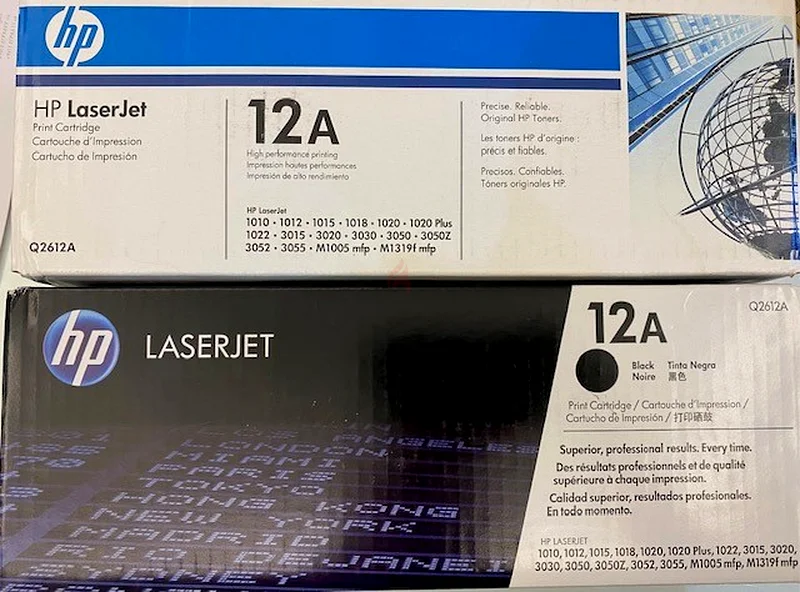 hp
HP LaserJet
Print Cartridge
Cartouche d'Impression
Cartucho de Impresión
Q2612A
12A
High performance printing
Impression hautes performances
Impresión de alto rendimiento
HP LaserJet
1010 • 1012 • 1015 • 1018 • 1020 • 1020 Plus
1022 • 3015 • 3020 • 3030 • 3050 • 3050Z
3052 • 3055 • M1005 mfp • M1319f mfp
Precise. Reliable.
Original HP Toners.
Les toners HP d'origine :
précis et fiables.
Precisos. Confiables.
Tóners originales HP.
hp
LASERJET
LOS ANGELES
LONDON
MIAMI
PARIS
TOKYO
HONG KONG
NEW YORK
MADRID
RIO DE JANEI
Q2612A
12A
Black Tinta Negra
Noire 黑色
Print Cartridge / Cartouche d'Impression /
Cartucho de Impresión / 打印硒鼓
Superior, professional results. Every time.
Des résultats professionnels et de qualité
supérieure à chaque impression.
Calidad superior, resultados profesionales.
En todo momento.
HP LASERJET
1010, 1012, 1015, 1018, 1020, 1020 Plus, 1022, 3015, 3020,
3030, 3050, 3050Z, 3052, 3055, M1005 mfp, M1319f mfp